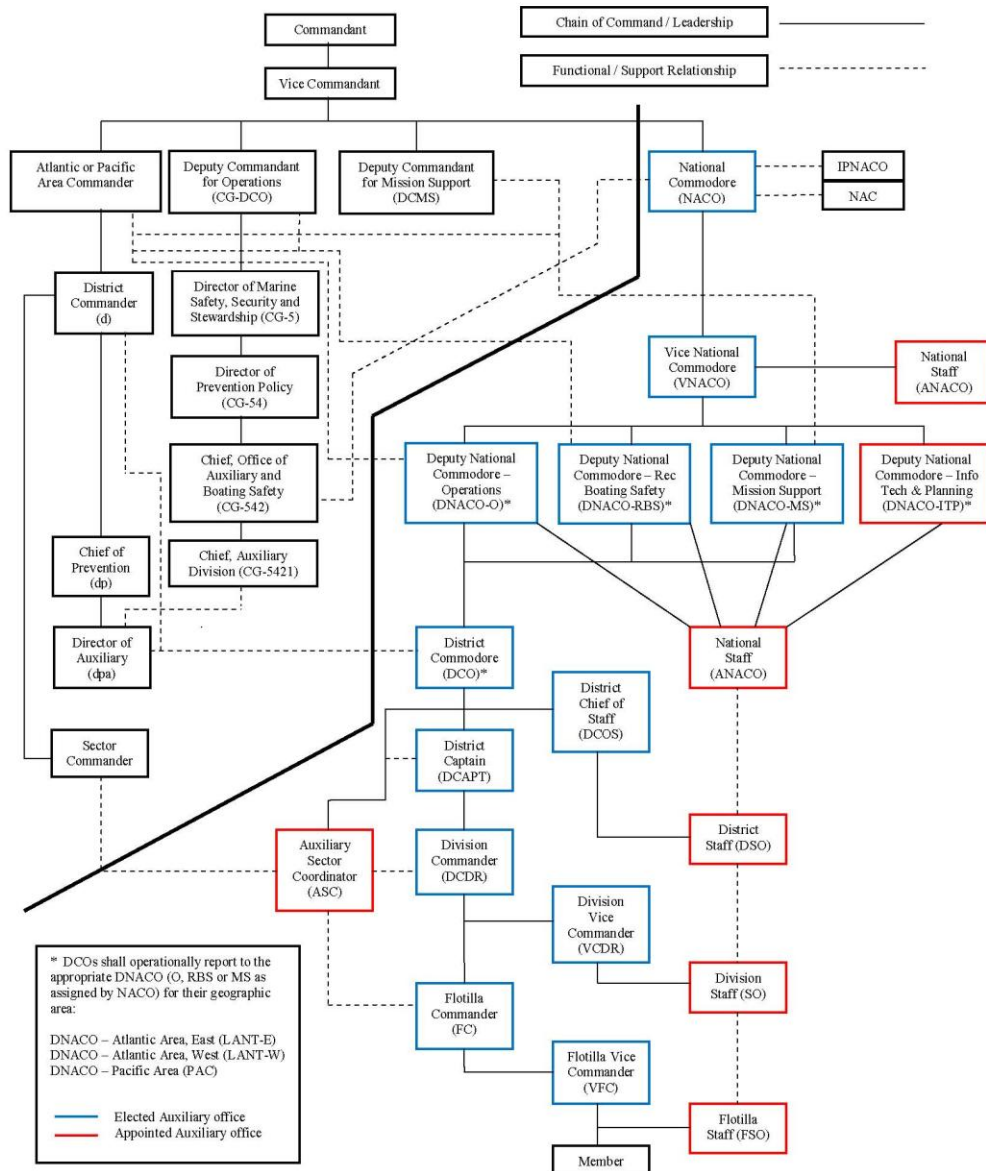 Commandant
Chain of Command / Leadership
Vice Commandant
Functional / Support Relationship
Atlantic or Pacific
Area Commander
Deputy Commandant
for Operations
(CG-DCO)
Deputy Commandant
for Mission Support
(DCMS)
National
Commodore
(NACO)
IPNACO
NAC
District
Commander
(d)
Director of Marine
Safety, Security and
Stewardship (CG-5)
Director of
Prevention Policy
(CG-54)
Vice National
Commodore
(VNACO)
National
Staff
(ANACO)
Chief, Office of
Auxiliary and
Boating Safety
(CG-542)
Deputy National
Commodore –
Operations
(DNACO-O)*
Deputy National
Commodore – Rec
Boating Safety
(DNACO-RBS)*
Deputy National
Commodore –
Mission Support
(DNACO-MS)*
Deputy National
Commodore – Info
Tech & Planning
(DNACO-ITP)*
Chief of
Prevention
(dp)
Chief, Auxiliary
Division (CG-5421)
Director of
Auxiliary
(dpa)
District
Commodore
(DCO)*
National
Staff
(ANACO)
District
Chief of
Staff
(DCOS)
Sector
Commander
District
Captain
(DCAPT)
Auxiliary
Sector
Coordinator
(ASC)
Division
Commander
(DCDR)
District
Staff (DSO)
Division
Vice
Commander
(VCDR)
Division
Staff (SO)
* DCOs shall operationally report to the
appropriate DNACO (O, RBS or MS as
assigned by NACO) for their geographic
area:
DNACO – Atlantic Area, East (LANT-E)
DNACO – Atlantic Area, West (LANT-W)
DNACO – Pacific Area (PAC)
Elected Auxiliary office
Appointed Auxiliary office
Flotilla
Commander
(FC)
Flotilla Vice
Commander
(VFC)
Flotilla
Staff (FSO)
Member